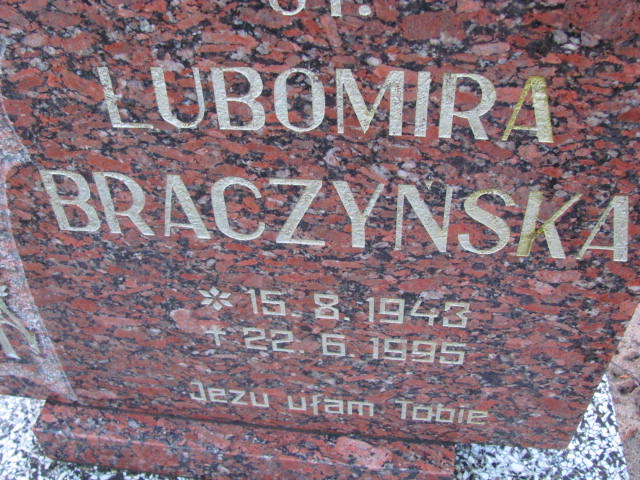 ŁUBOMIRA
BRACZYŃSKA
* 15. 8. 1943
† 22. 6. 1995
Jezu ufam Tobie